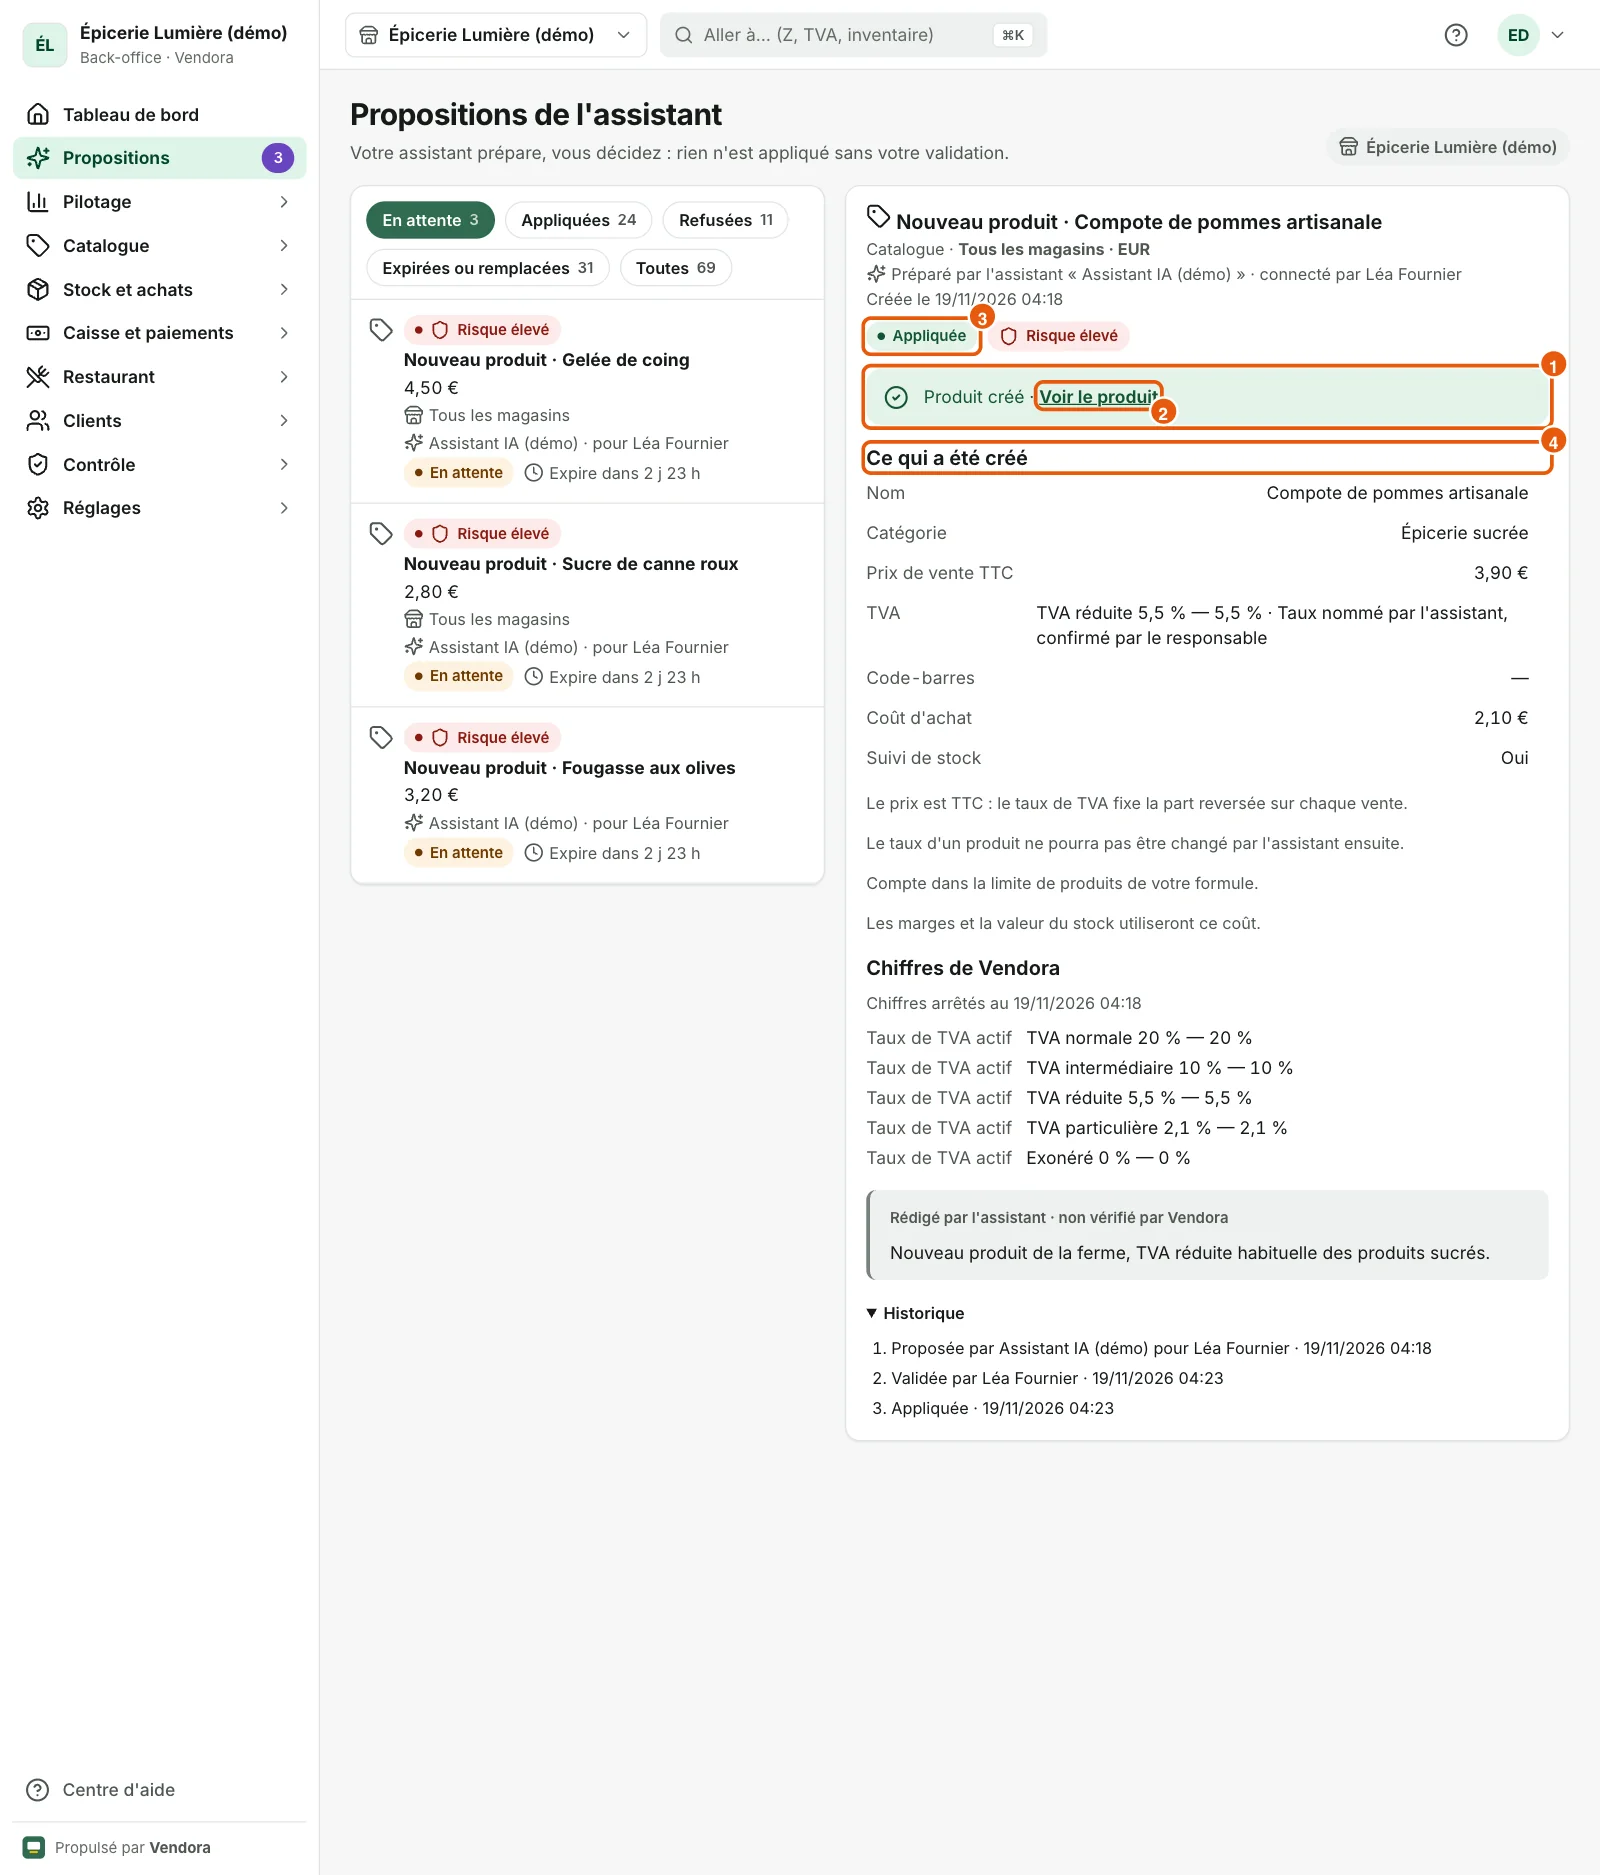 ÉL
Épicerie Lumière (démo)
Back-office · Vendora
Tableau de bord
Propositions 3
Pilotage
Catalogue
Stock et achats
Caisse et paiements
Restaurant
Clients
Contrôle
Réglages
Centre d'aide
Propulsé par Vendora
Épicerie Lumière (démo)
Aller à... (Z, TVA, inventaire) ⌘K
ED
Propositions de l'assistant
Votre assistant prépare, vous décidez : rien n'est appliqué sans votre validation.
Épicerie Lumière (démo)
En attente 3 Appliquées 24 Refusées 11
Expirées ou remplacées 31 Toutes 69
Risque élevé
Nouveau produit · Gelée de coing
4,50 €
Tous les magasins
Assistant IA (démo) · pour Léa Fournier
En attente Expire dans 2 j 23 h
Risque élevé
Nouveau produit · Sucre de canne roux
2,80 €
Tous les magasins
Assistant IA (démo) · pour Léa Fournier
En attente Expire dans 2 j 23 h
Risque élevé
Nouveau produit · Fougasse aux olives
3,20 €
Assistant IA (démo) · pour Léa Fournier
En attente Expire dans 2 j 23 h
Nouveau produit · Compote de pommes artisanale
Catalogue · Tous les magasins · EUR
Préparé par l'assistant « Assistant IA (démo) » · connecté par Léa Fournier
Créée le 19/11/2026 04:18
Appliquée 3 Risque élevé
1
Produit créé · Voir le produit 2
4
Ce qui a été créé
Nom Compote de pommes artisanale
Catégorie Épicerie sucrée
Prix de vente TTC 3,90 €
TVA TVA réduite 5,5 % — 5,5 % · Taux nommé par l'assistant,
confirmé par le responsable
Code-barres —
Coût d'achat 2,10 €
Suivi de stock Oui
Le prix est TTC : le taux de TVA fixe la part reversée sur chaque vente.
Le taux d'un produit ne pourra pas être changé par l'assistant ensuite.
Compte dans la limite de produits de votre formule.
Les marges et la valeur du stock utiliseront ce coût.
Chiffres de Vendora
Chiffres arrêtés au 19/11/2026 04:18
Taux de TVA actif TVA normale 20 % — 20 %
Taux de TVA actif TVA intermédiaire 10 % — 10 %
Taux de TVA actif TVA réduite 5,5 % — 5,5 %
Taux de TVA actif TVA particulière 2,1 % — 2,1 %
Taux de TVA actif Exonéré 0 % — 0 %
Rédigé par l'assistant · non vérifié par Vendora
Nouveau produit de la ferme, TVA réduite habituelle des produits sucrés.
▼ Historique
1. Proposée par Assistant IA (démo) pour Léa Fournier · 19/11/2026 04:18
2. Validée par Léa Fournier · 19/11/2026 04:23
3. Appliquée · 19/11/2026 04:23